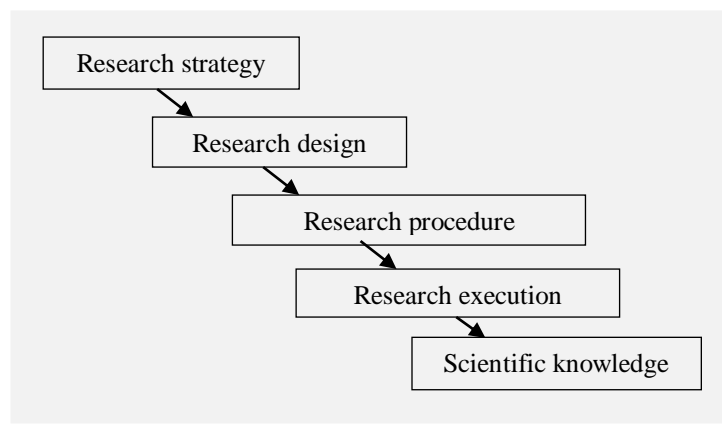 Research strategy
Research design
Research procedure
Research execution
Scientific knowledge